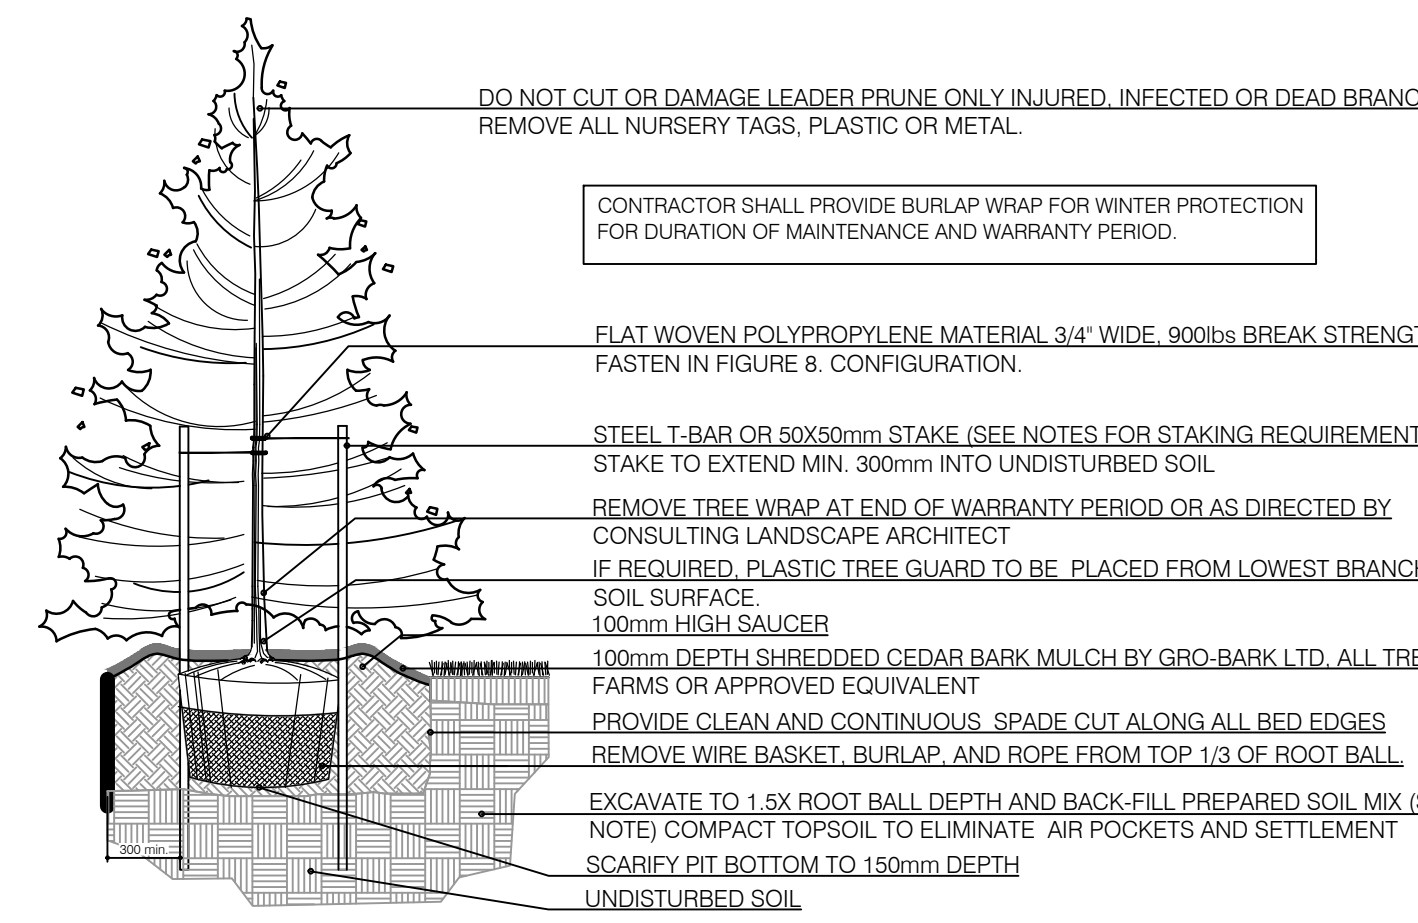 DO NOT CUT OR DAMAGE LEADER PRUNE ONLY INJURED, INFECTED OR DEAD
REMOVE ALL NURSERY TAGS, PLASTIC OR METAL.
CONTRACTOR SHALL PROVIDE BURLAP WRAP FOR WINTER PROTECTION
FOR DURATION OF MAINTENANCE AND WARRANTY PERIOD.
FLAT WOVEN POLYPROPYLENE MATERIAL 3/4" WIDE, 900lbs BREAK
FASTEN IN FIGURE 8. CONFIGURATION.
STEEL T-BAR OR 50X50mm STAKE (SEE NOTES FOR STAKING REQUIREMENT
STAKE TO EXTEND MIN. 300mm INTO UNDISTURBED SOIL
REMOVE TREE WRAP AT END OF WARRANTY PERIOD OR AS DIRECTED BY
CONSULTING LANDSCAPE ARCHITECT
IF REQUIRED, PLASTIC TREE GUARD TO BE PLACED FROM LOWEST
SOIL SURFACE.
100mm HIGH SAUCER
100mm DEPTH SHREDDED CEDAR BARK MULCH BY GRO-BARK LTD, ALL
FARMS OR APPROVED EQUIVALENT
PROVIDE CLEAN AND CONTINUOUS SPADE CUT ALONG ALL BED EDGES
REMOVE WIRE BASKET, BURLAP, AND ROPE FROM TOP 1/3 OF ROOT BALL.
EXCAVATE TO 1.5X ROOT BALL DEPTH AND BACK-FILL PREPARED SOIL MIX
NOTE) COMPACT TOPSOIL TO ELIMINATE AIR POCKETS AND SETTLEMENT
300 min.
SCARIFY PIT BOTTOM TO 150mm DEPTH
UNDISTURBED SOIL